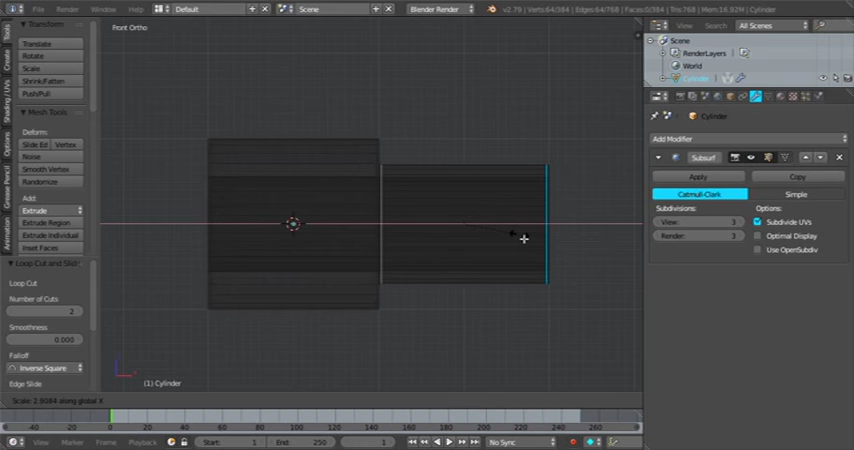 File Render Window Help Default Scene Blender Render v2.79 | Verts:64/384 | Edges:64/768 | Faces:0/384 | Tris:768 | Mem:16.92M | Cylinder
Tools
Create
Shading / UVs
Options
Grease Pencil
Animation
Transform
Translate
Rotate
Scale
Shrink/Fatten
Push/Pull
Mesh Tools
Deform:
Slide Ed Vertex
Noise
Smooth Vertex
Randomize
Add:
Extrude
Extrude Region
Extrude Individual
Inset Faces
Loop Cut and Slide
Loop Cut
Number of Cuts
2
Smoothness
0.000
Falloff
Inverse Square
Edge Slide
Front Ortho
(1) Cylinder
Scale: 2.9084 along global X
-40 -20 0 20 40 60 80 100 120 140 160 180 200 220 240 260
View Marker Frame Playback Start: 1 End: 250 1 No Sync
View Search All Scenes
Scene
RenderLayers
World
Cylinder
Cylinder
Add Modifier
Subsurf
Apply Copy
Catmull-Clark Simple
Subdivisions: Options:
View: 3 Subdivide UVs
Render: 3 Optimal Display
Use OpenSubdiv